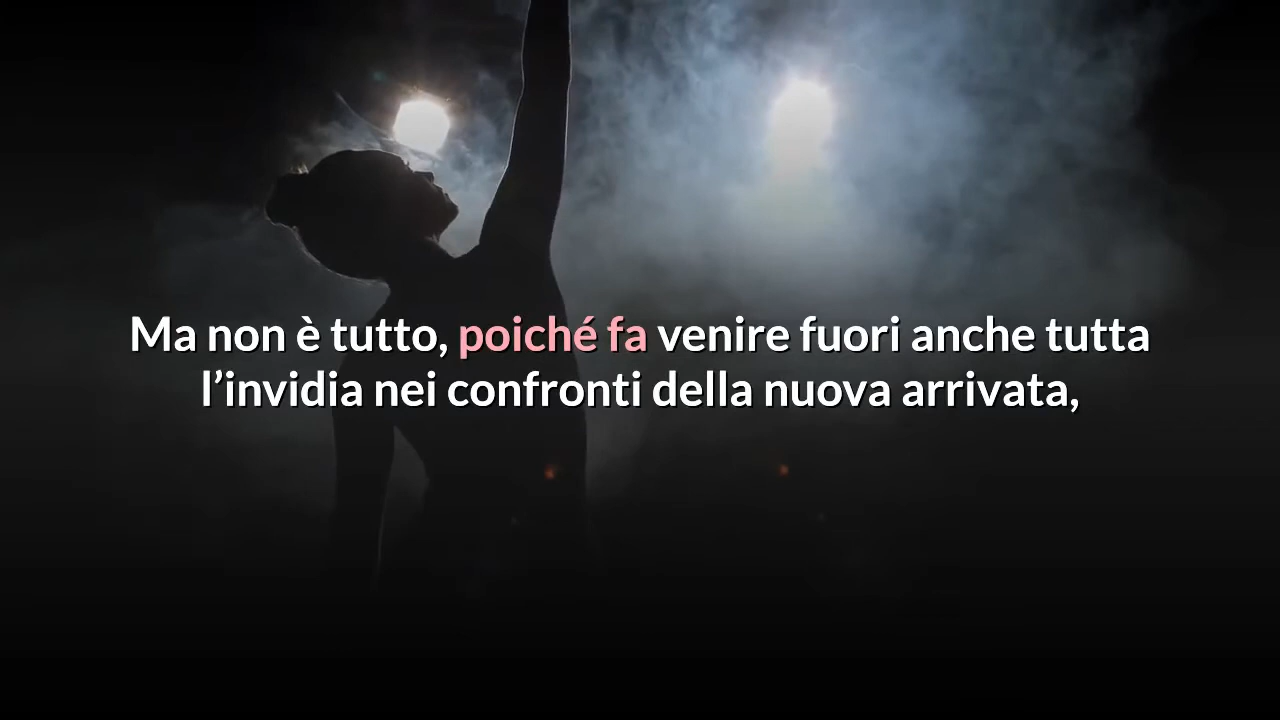 Ma non è tutto, poiché fa venire fuori anche tutta
l’invidia nei confronti della nuova arrivata,